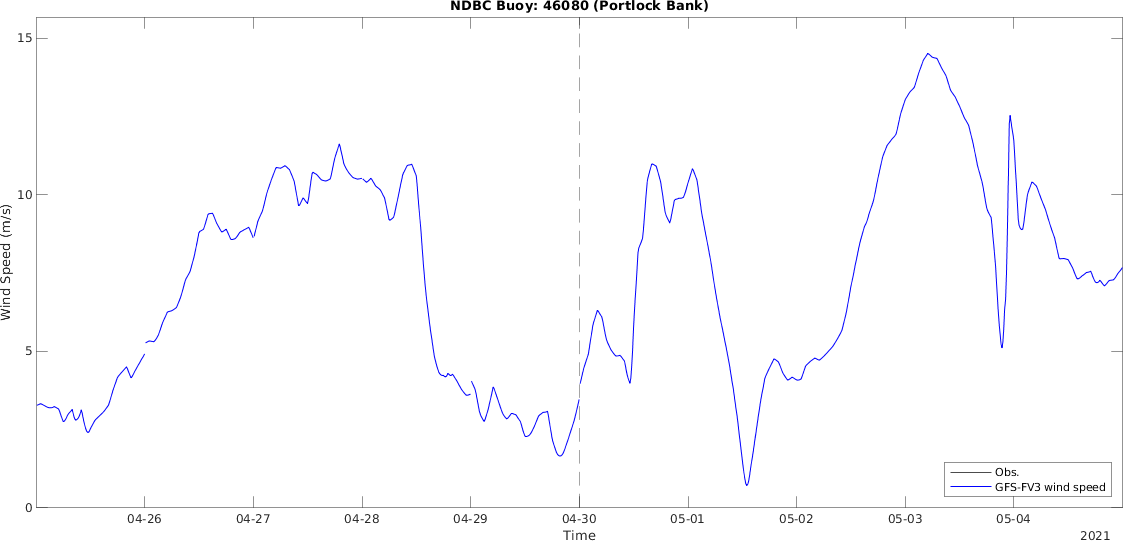 NDBC Buoy: 46080 (Portlock Bank)
15
10
5
0
Wind Speed (m/s)
04-26 04-27 04-28 04-29 04-30 05-01 05-02 05-03 05-04
Time
2021
Obs.
GFS-FV3 wind speed